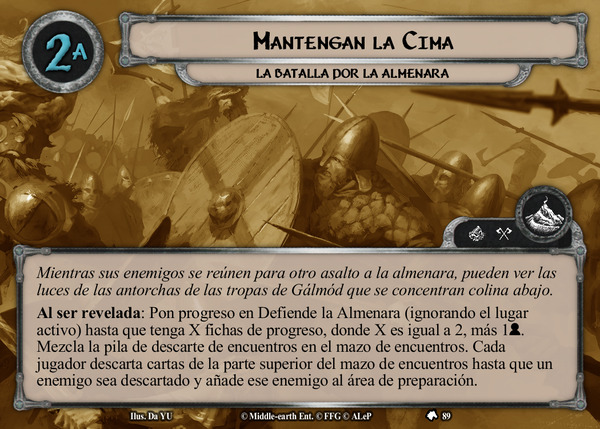 2A
Mantengan la Cima
La Batalla por la Almenara
Mientras sus enemigos se reúnen para otro asalto a la almenara, pueden ver las
luces de las antorchas de las tropas de Gálmód que se concentran colina abajo.
Al ser revelada: Pon progreso en Defiende la Almenara (ignorando el lugar
activo) hasta que tenga X fichas de progreso, donde X es igual a 2, más 1.
Mezcla la pila de descarte de encuentros en el mazo de encuentros. Cada
jugador descarta cartas de la parte superior del mazo de encuentros hasta que un
enemigo sea descartado y añade ese enemigo al área de preparación.
Ilus. Da YU © Middle-earth Ent. © FFG © ALeP 89